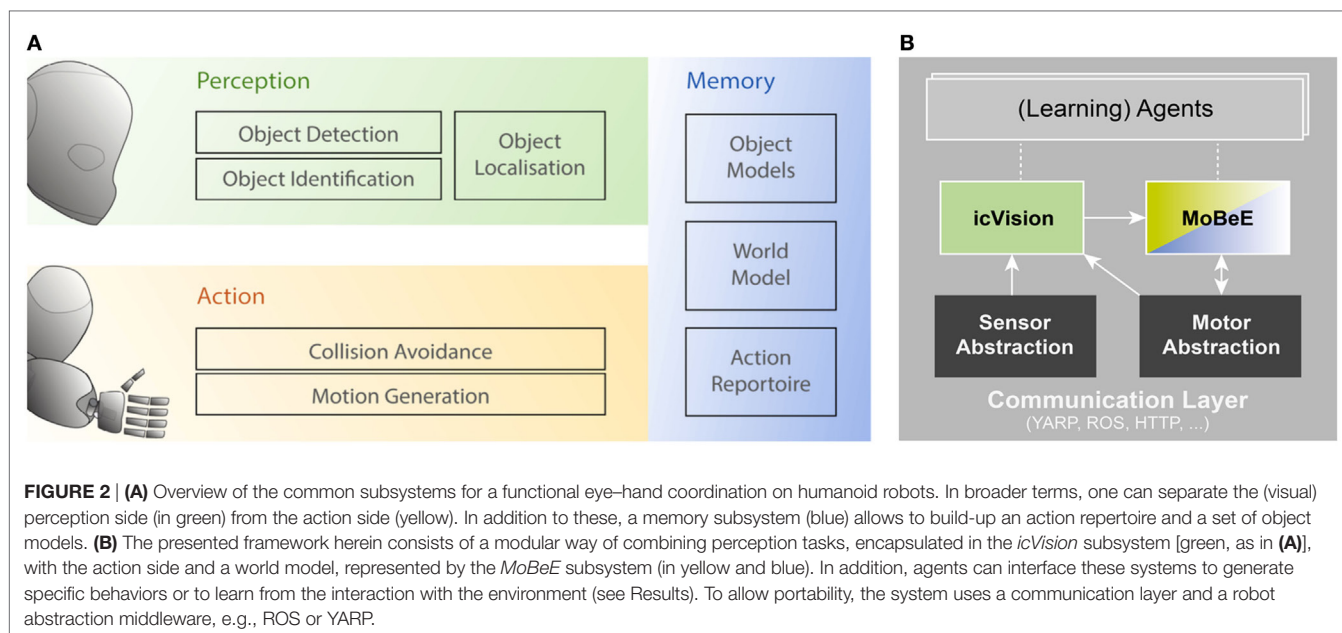 A
Perception
Object Detection
Object Identification
Object
Localisation
Action
Collision Avoidance
Motion Generation
Memory
Object
Models
World
Model
Action
Reportoire
B
(Learning) Agents
icVision
MoBeE
Sensor
Abstraction
Motor
Abstraction
Communication Layer
(YARP, ROS, HTTP, ...)
FIGURE 2 | (A) Overview of the common subsystems for a functional eye–hand coordination on humanoid robots. In broader terms, one can separate the (visual)
perception side (in green) from the action side (yellow). In addition to these, a memory subsystem (blue) allows to build-up an action repertoire and a set of object
models. (B) The presented framework herein consists of a modular way of combining perception tasks, encapsulated in the icVision subsystem [green, as in (A)],
with the action side and a world model, represented by the MoBeE subsystem (in yellow and blue). In addition, agents can interface these systems to generate
specific behaviors or to learn from the interaction with the environment (see Results). To allow portability, the system uses a communication layer and a robot
abstraction middleware, e.g., ROS or YARP.